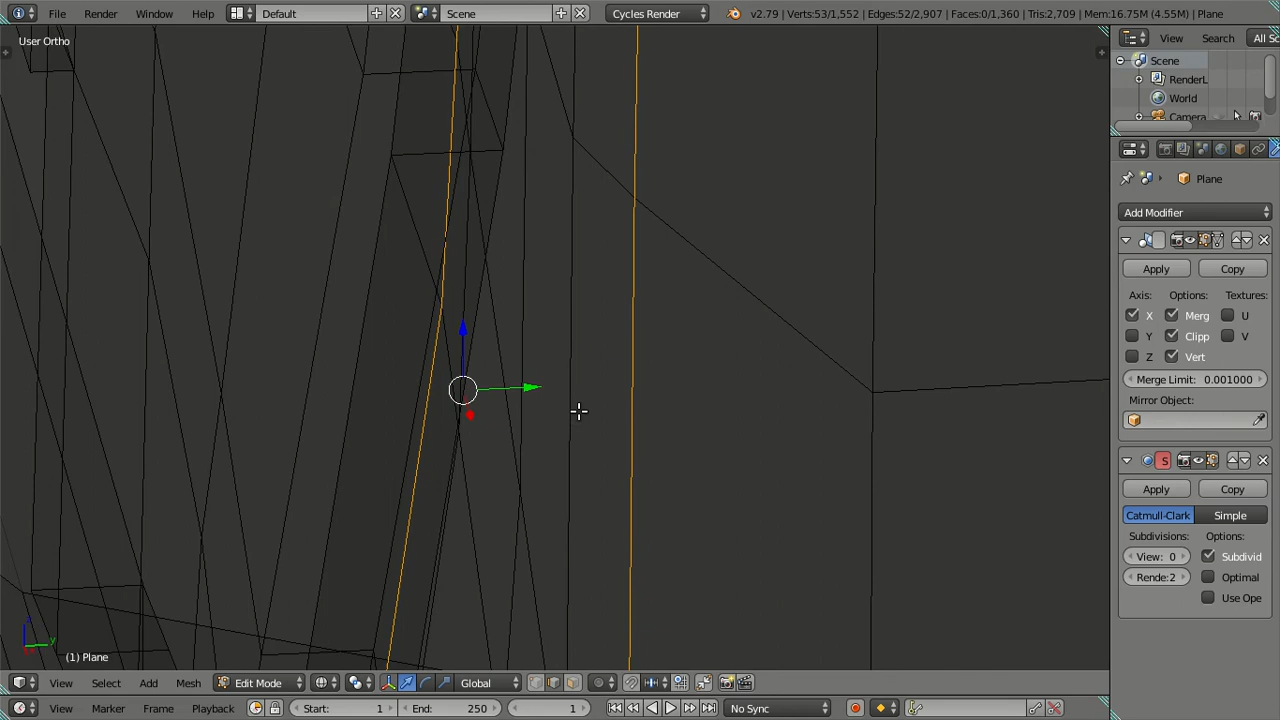 File Render Window Help Default Scene Cycles Render v2.79 | Verts:53/1,552 | Edges:52/2,907 | Faces:0/1,360 | Tris:2,709 | Mem:16.75M (4.55M) | Plane
User Ortho
View Search All Sc
Scene
RenderL
World
Camera
Plane
Add Modifier
Apply Copy
Axis: Options: Textures:
X Merg U
Y Clipp V
Z Vert
Merge Limit: 0.001000
Mirror Object:
S
Apply Copy
Catmull-Clark Simple
Subdivisions: Options:
View: 0 Subdivid
Rende:2 Optimal
Use Ope
y
(1) Plane
View Select Add Mesh Edit Mode Global
View Marker Frame Playback Start: 1 End: 250 1 No Sync